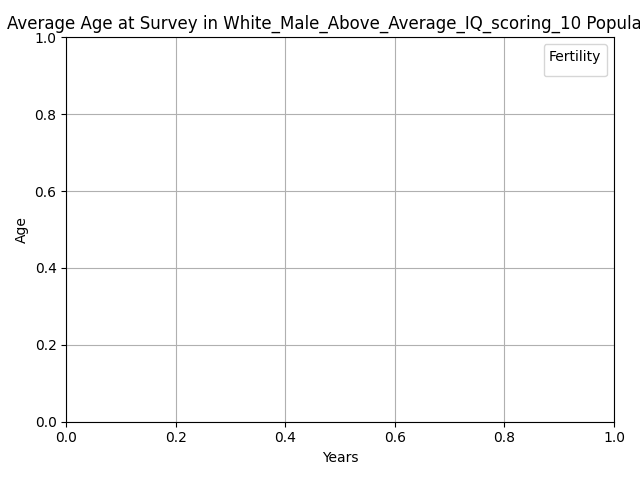 Average Age at Survey in White_Male_Above_Average_IQ_scoring_10 Popula
Fertility
1.0
0.8
0.6
0.4
0.2
0.0
Age
0.0 0.2 0.4 0.6 0.8 1.0
Years